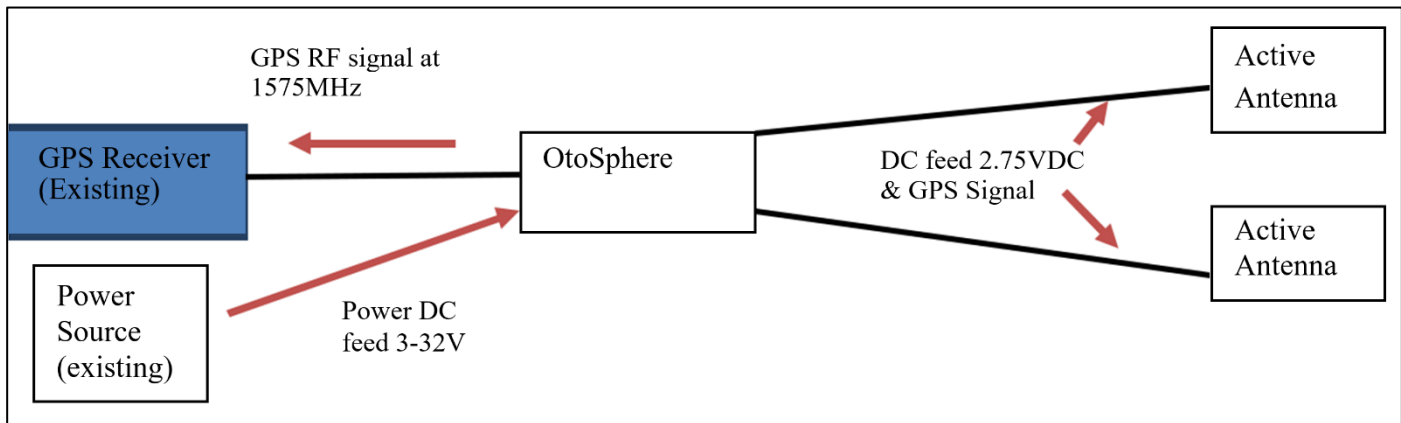 GPS RF signal at
1575MHz
GPS Receiver
(Existing)
OtoSphere
Active
Antenna
DC feed 2.75VDC
& GPS Signal
Active
Antenna
Power
Source
(existing)
Power DC
feed 3-32V